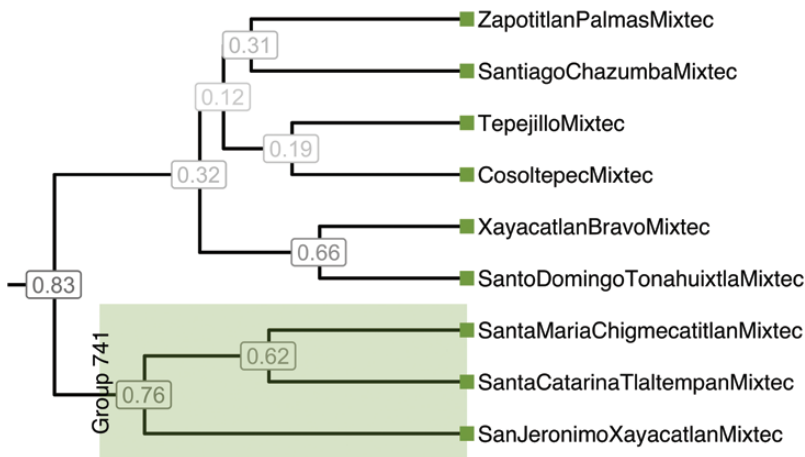 ZapotitlanPalmasMixtec
0.31
SantiagoChazumbaMixtec
0.12
TepejilloMixtec
0.19
CosoltepecMixtec
0.32
XayacatlanBravoMixtec
0.66
SantoDomingoTonahuixtlaMixtec
0.83
SantaMariaChigmecatitlanMixtec
0.62
SantaCatarinaTlaltempanMixtec
Group 741
0.76
SanJeronimoXayacatlanMixtec